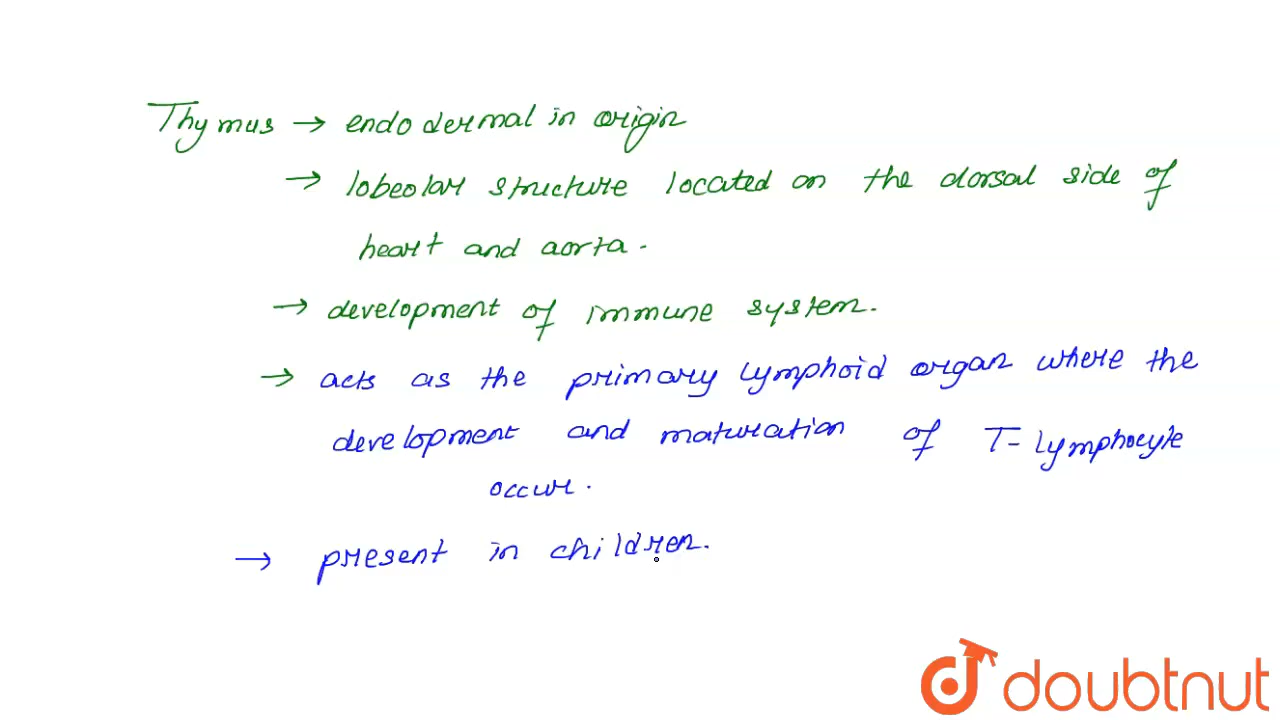 Thymus → endodermal in origin
→ lobeolar structure located on the dorsal side of
heart and aorta.
→ development of immune system.
→ acts as the primary lymphoid organ where the
development and maturation of T-lymphocyte
occur.
→ present in children.
doubtnut